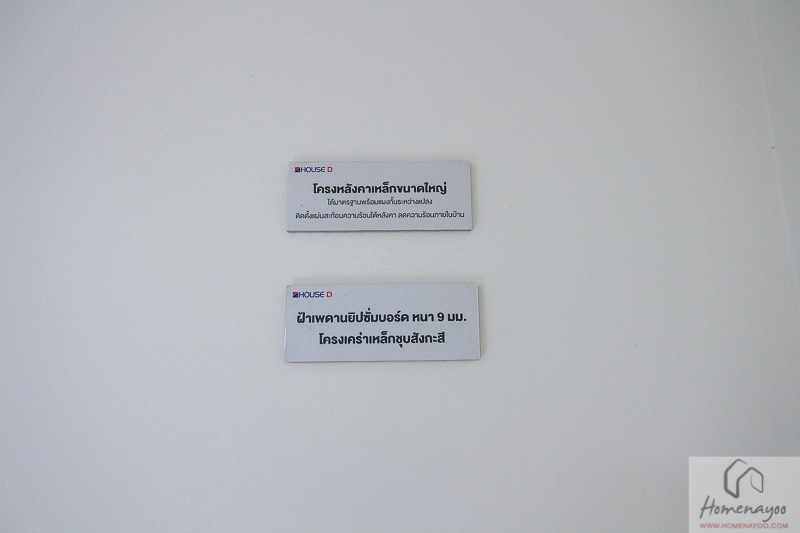 HOUSE D
โครงหลังคาเหล็กขนาดใหญ่
ได้มาตรฐานพร้อมแผงกั้นระหว่างแปลง
ติดตั้งแผ่นสะท้อนความร้อนใต้หลังคา ลดความร้อนภายในบ้าน
HOUSE D
ฝ้าเพดานยิปซั่มบอร์ด หนา 9 มม.
โครงเคร่าเหล็กชุบสังกะสี
Homenayoo
WWW.HOMENAYOO.COM